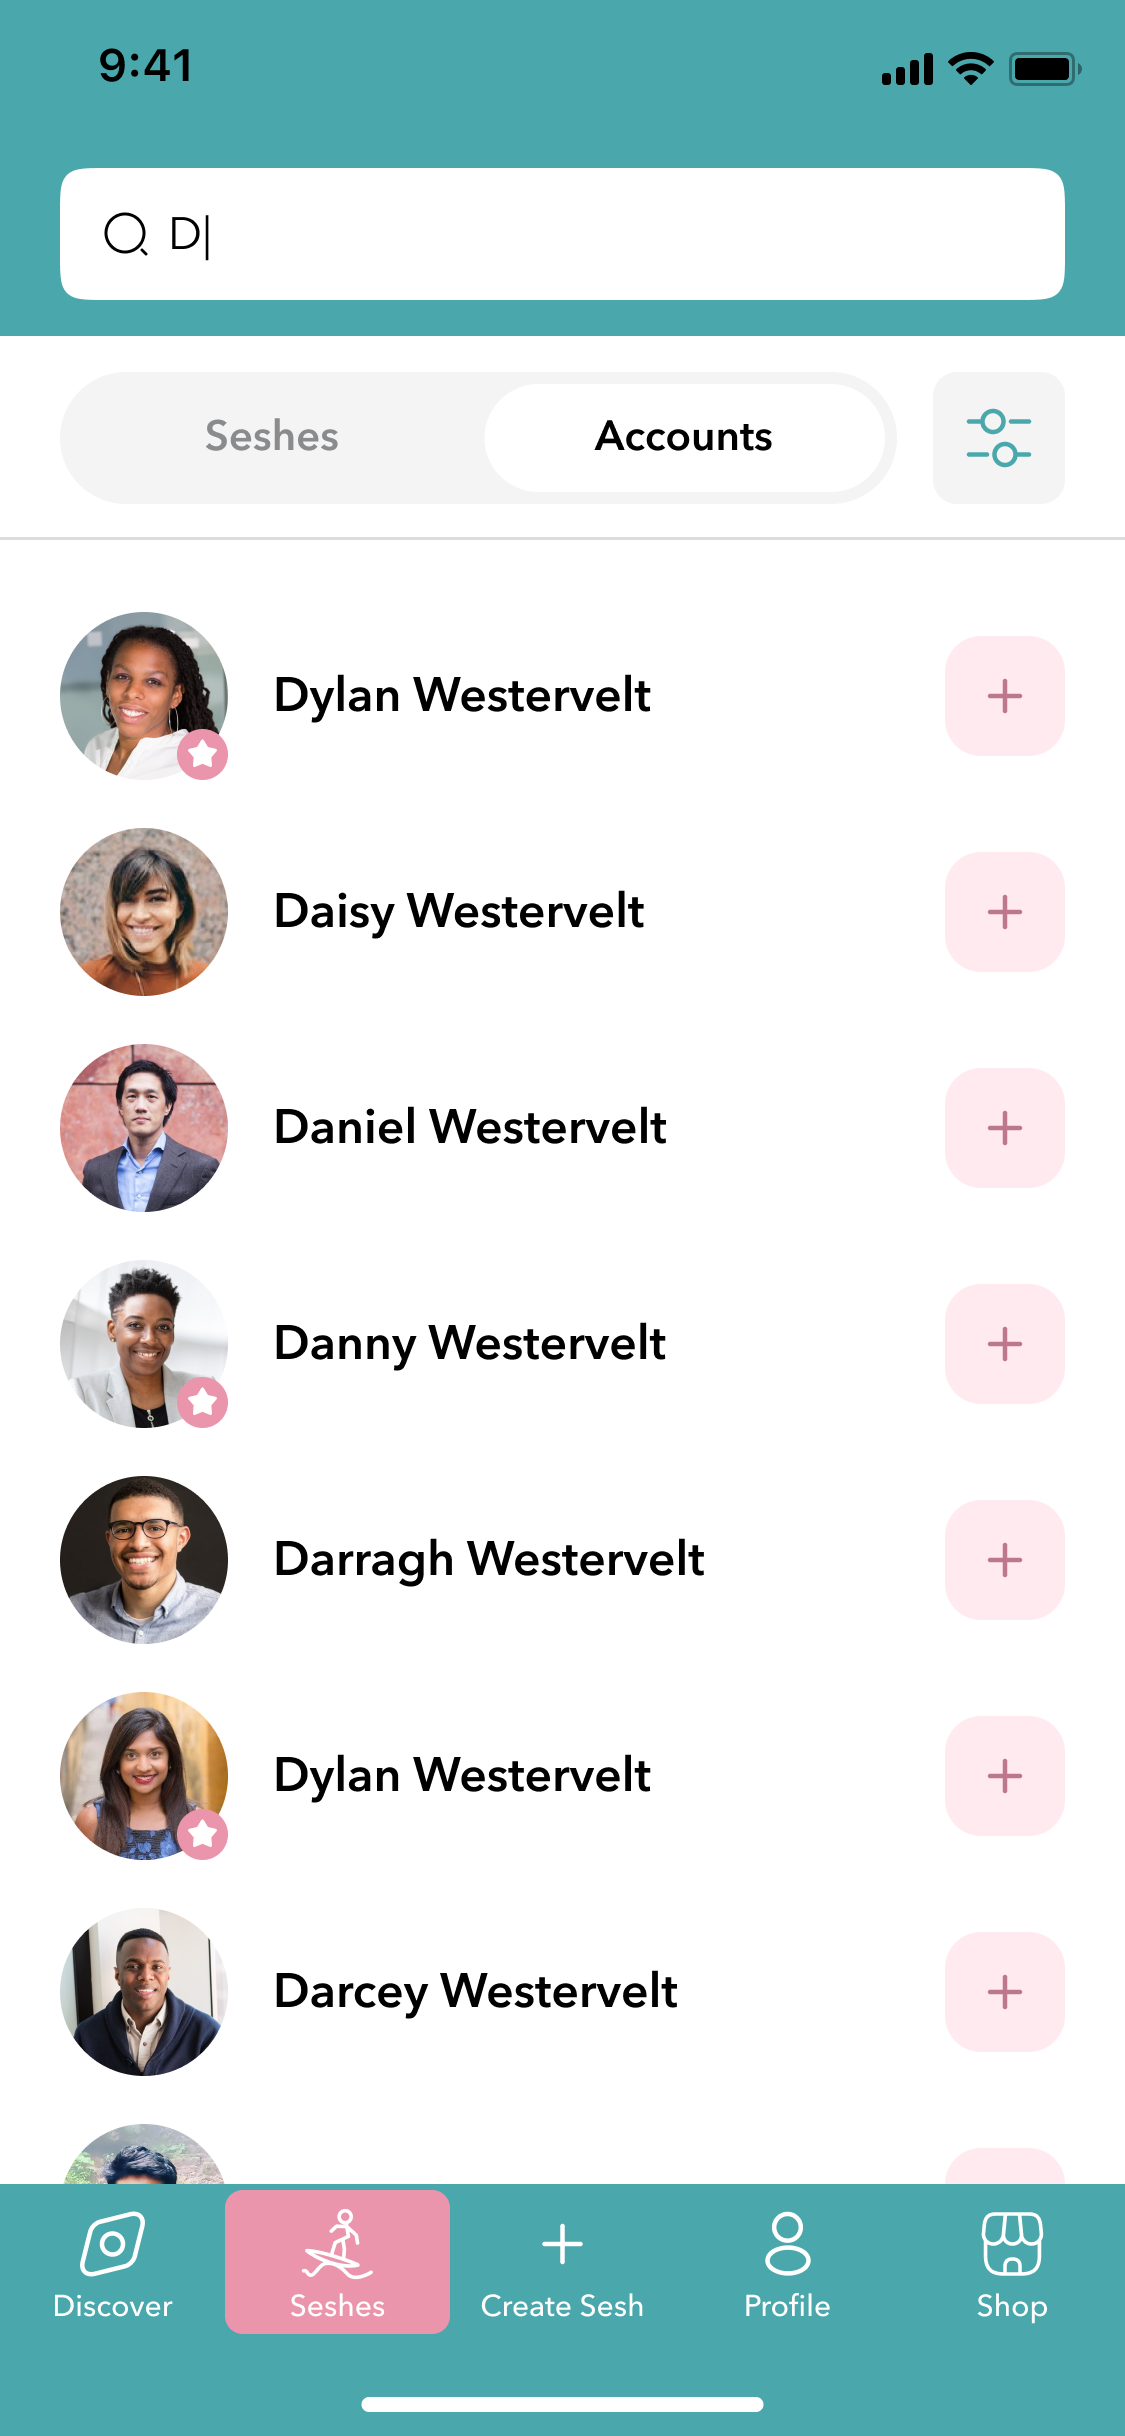 9:41
D
Seshes
Accounts
Dylan Westervelt
Daisy Westervelt
Daniel Westervelt
Danny Westervelt
Darragh Westervelt
Dylan Westervelt
Darcey Westervelt
Discover
Seshes
Create Sesh
Profile
Shop